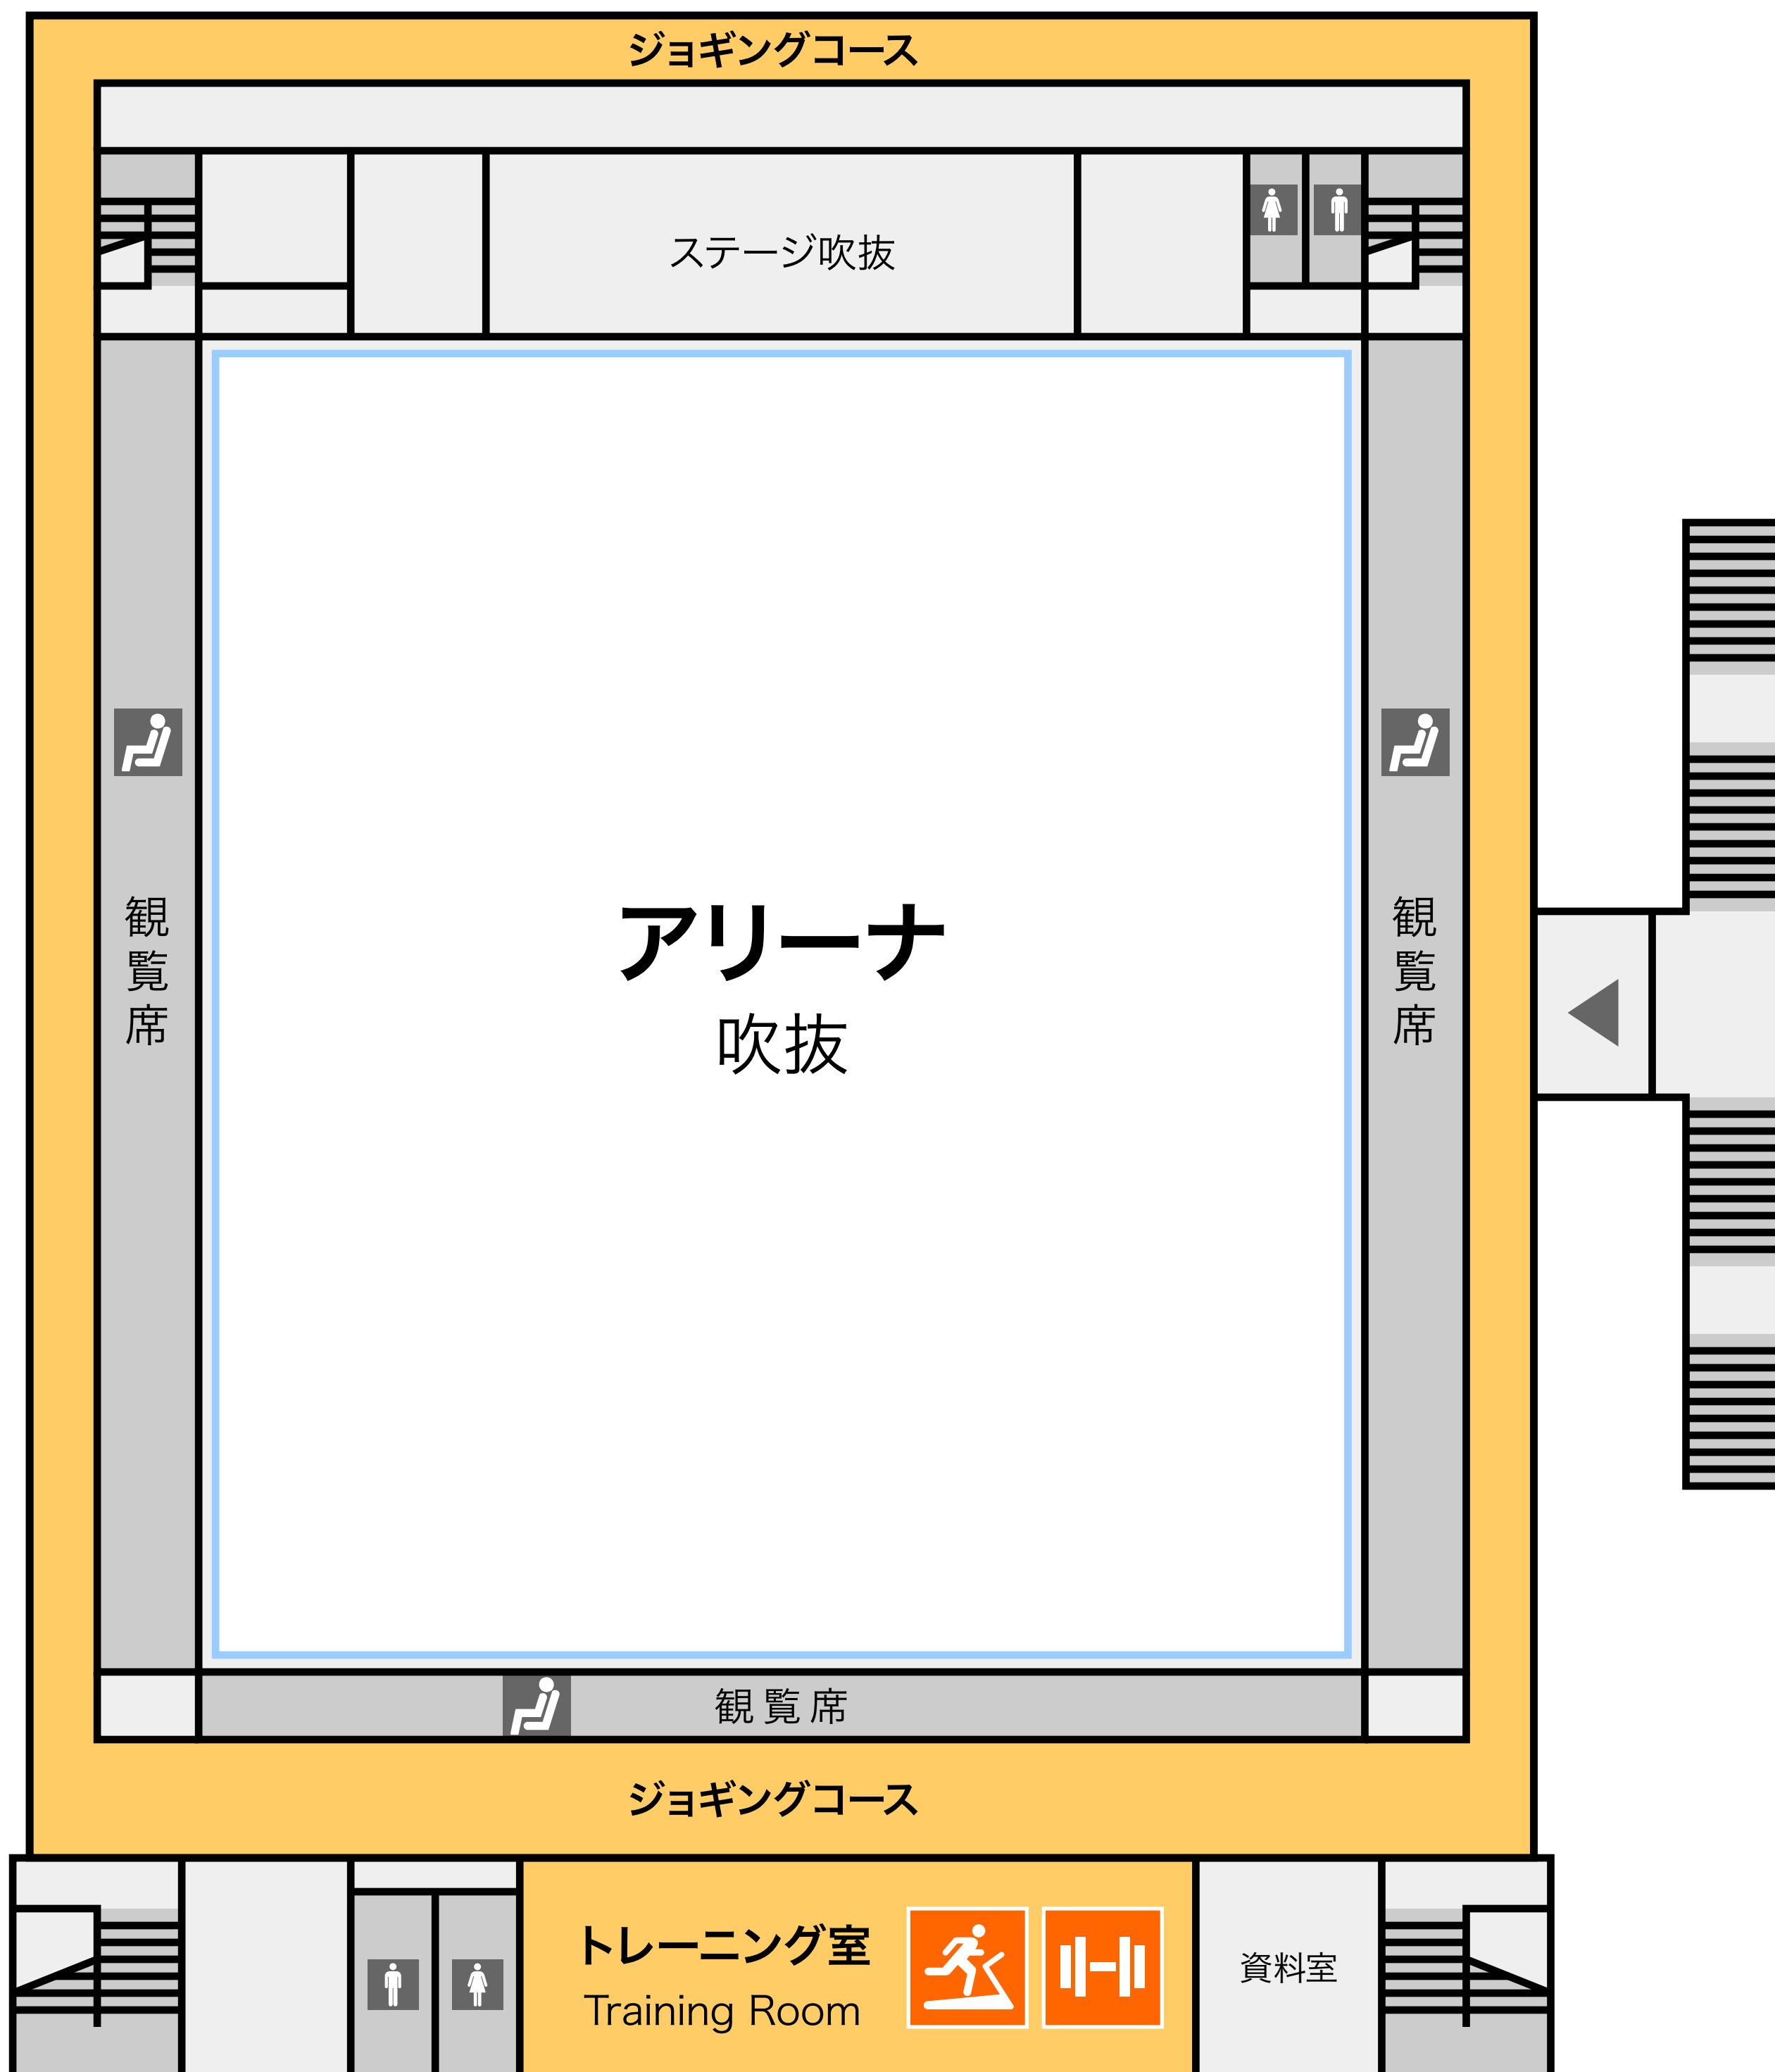 ジョギングコース
ステージ吹抜
観覧席
アリーナ
吹抜
観覧席
観覧席
ジョギングコース
トレーニング室
Training Room
資料室